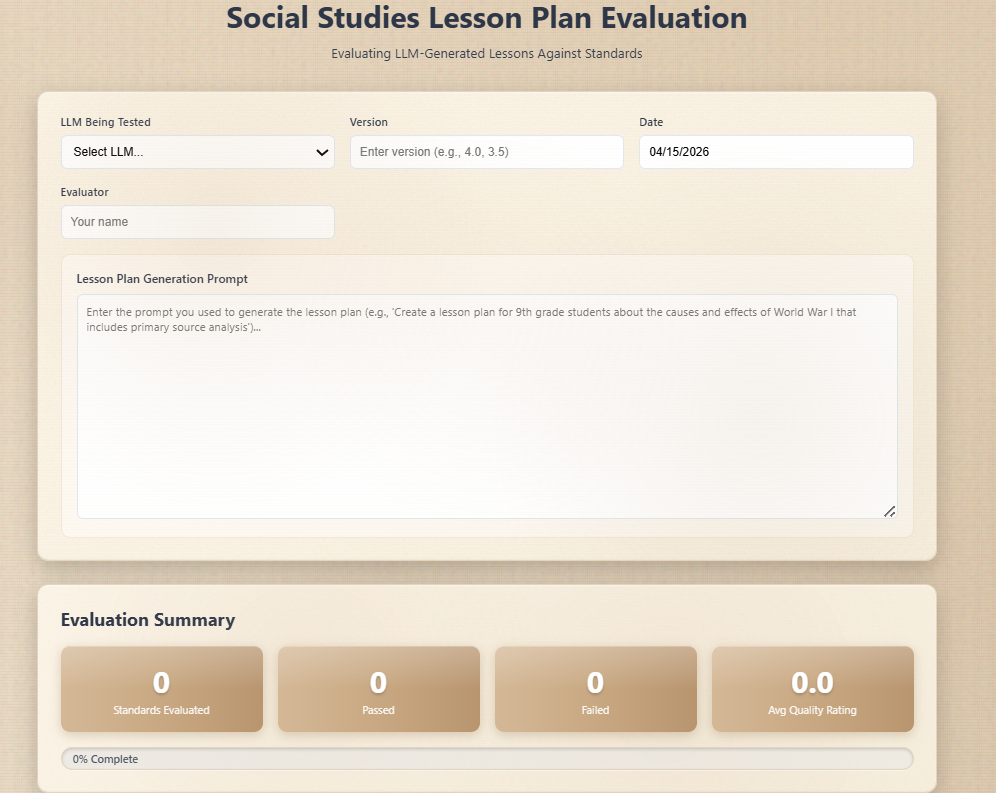 Social Studies Lesson Plan Evaluation
Evaluating LLM-Generated Lessons Against Standards
LLM Being Tested
Version
Date
Select LLM...
Enter version (e.g., 4.0, 3.5)
04/15/2026
Evaluator
Your name
Lesson Plan Generation Prompt
Enter the prompt you used to generate the lesson plan (e.g., 'Create a lesson plan for 9th grade students about the causes and effects of World War I that
includes primary source analysis')...
Evaluation Summary
0
Standards Evaluated
0
Passed
0
Failed
0.0
Avg Quality Rating
0% Complete